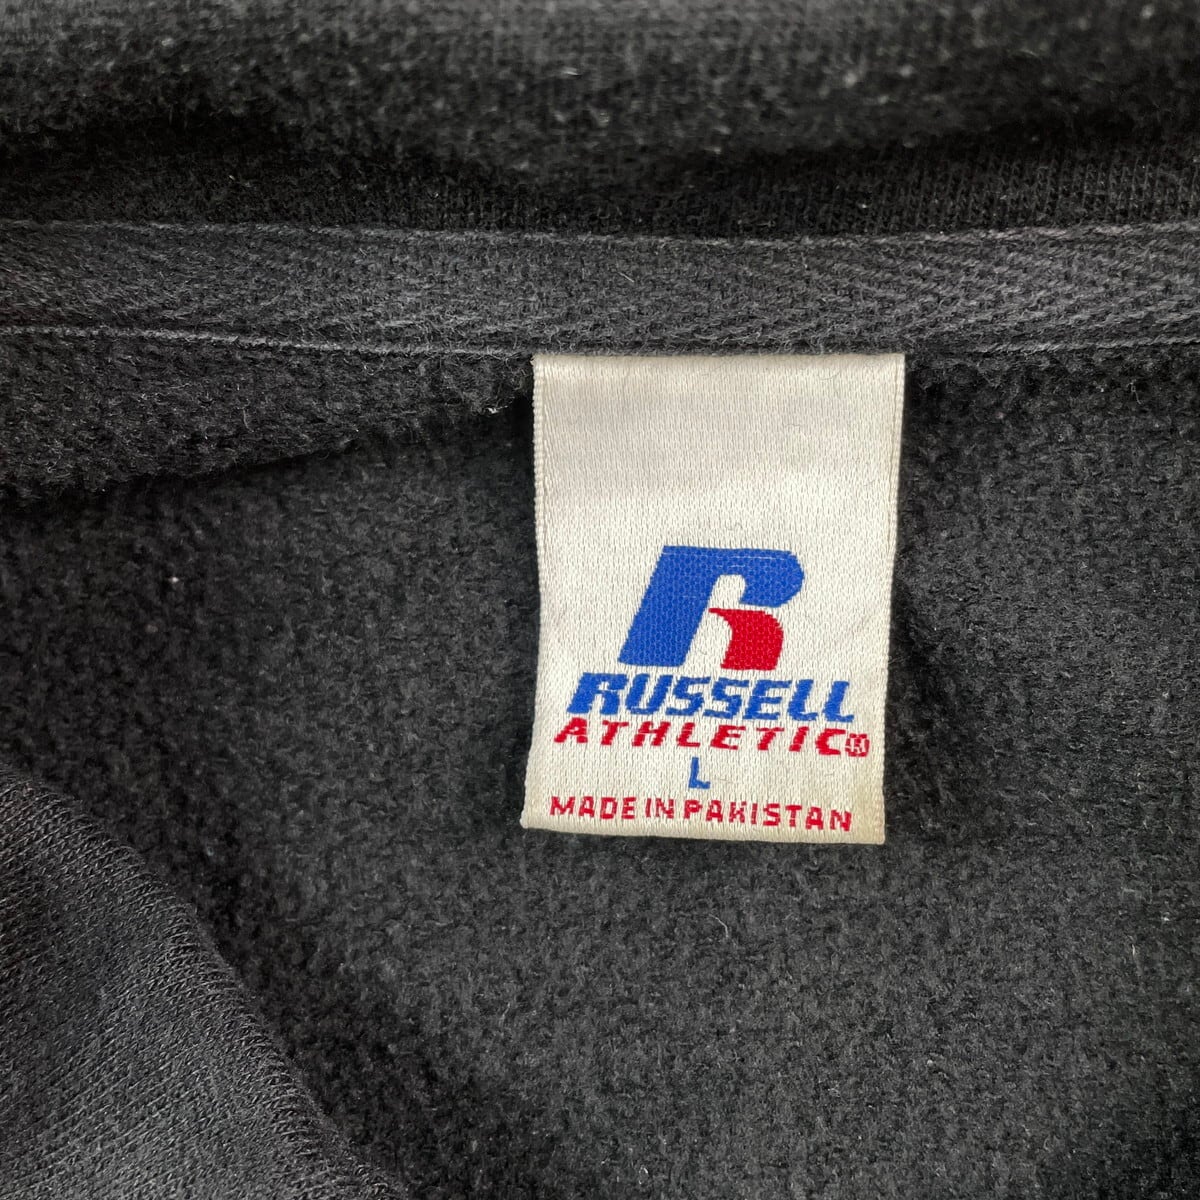 R
RUSSELL
ATHLETIC®
L
MADE IN PAKISTAN